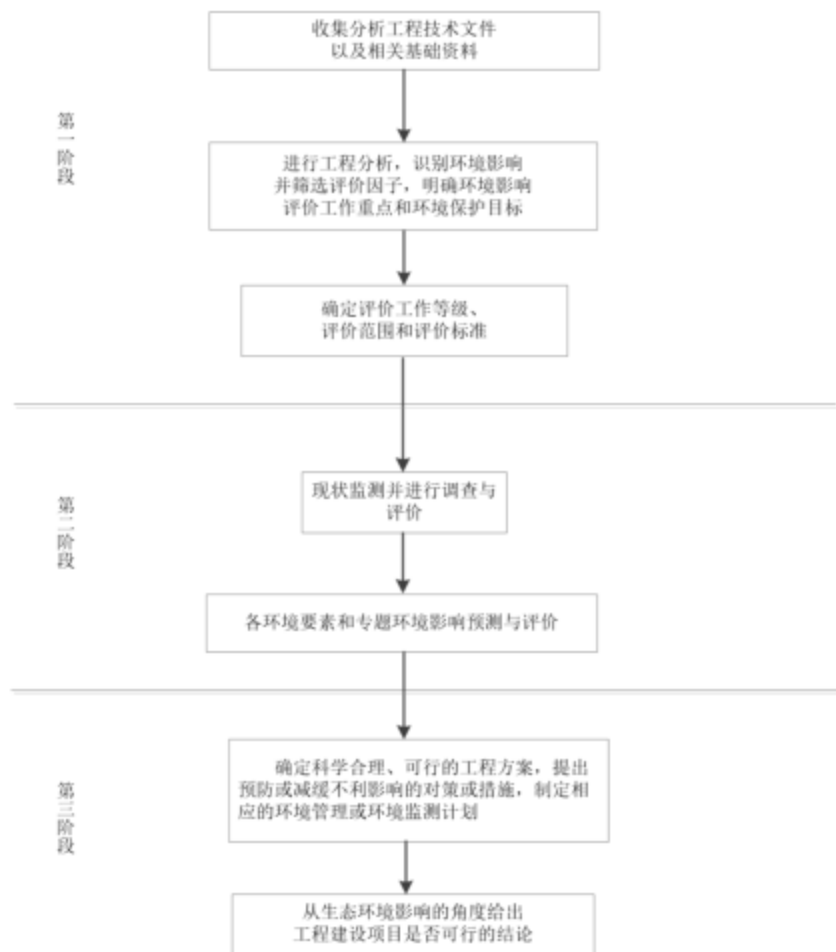 收集分析工程技术文件
以及相关基础资料
第一阶段
进行工程分析，识别环境影响
并筛选评价因子，明确环境影响
评价工作重点和环境保护目标
确定评价工作等级、
评价范围和评价标准
现状监测并进行调查与
评价
第二阶段
各环境要素和专题环境影响预测与评价
确定科学合理、可行的工程方案，提出
预防或减缓不利影响的对策或措施，制定相
应的环境管理或环境监测计划
第三阶段
从生态环境影响的角度给出
工程建设项目是否可行的结论